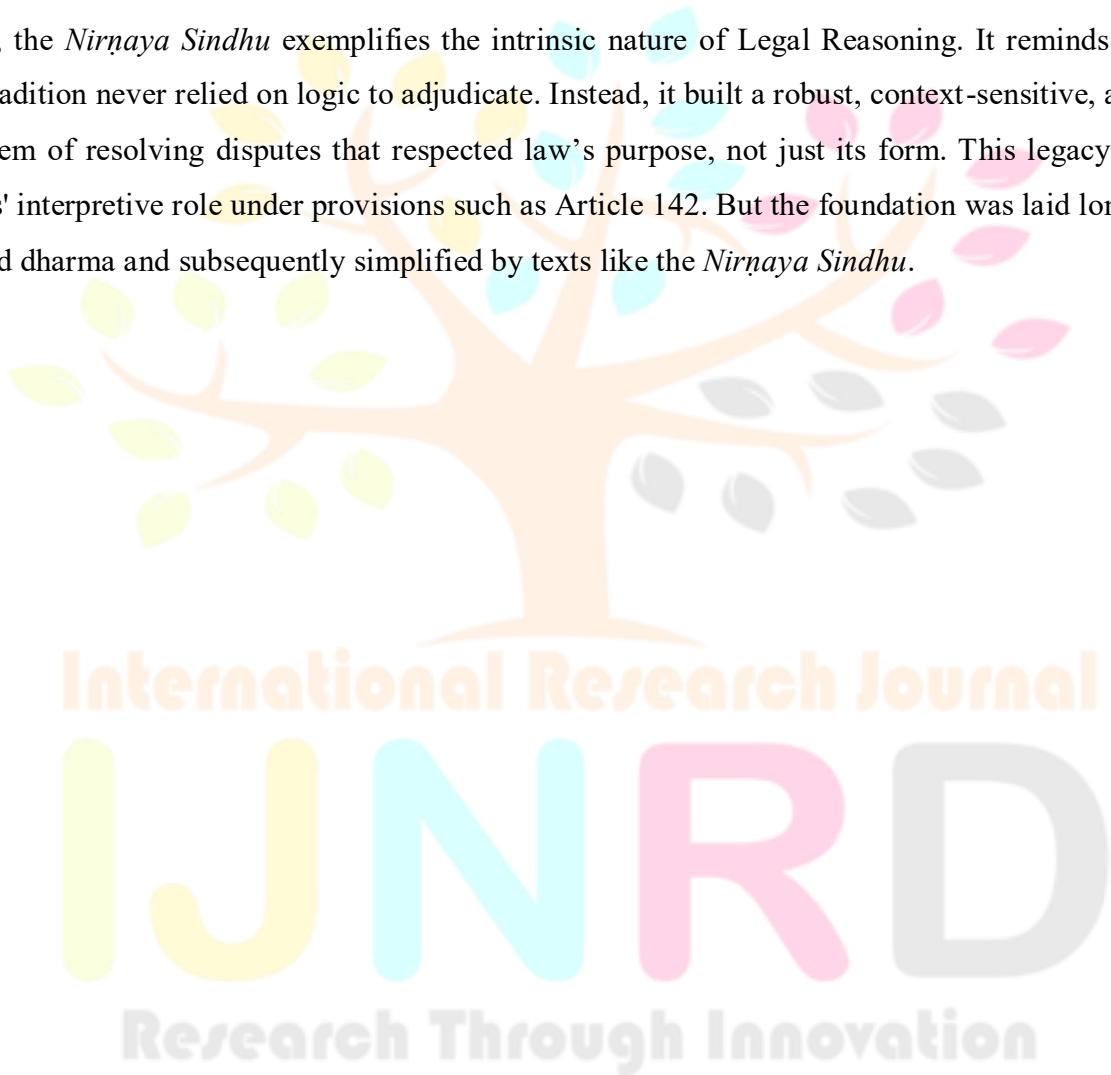 , the Nirṇaya Sindhu exemplifies the intrinsic nature of Legal Reasoning. It reminds
adition never relied on logic to adjudicate. Instead, it built a robust, context-sensitive, a
em of resolving disputes that respected law’s purpose, not just its form. This legacy
s' interpretive role under provisions such as Article 142. But the foundation was laid lon
d dharma and subsequently simplified by texts like the Nirṇaya Sindhu.
International Research Journal
IJNRD
Research Through Innovation